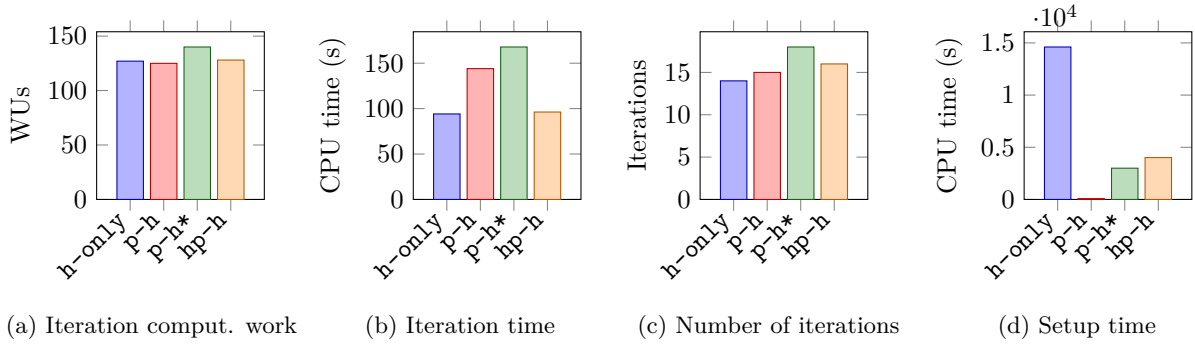 WUs
150
100
50
0
h-only
p-h
p-h*
hp-h
(a) Iteration comput. work
CPU time (s)
150
100
50
0
h-only
p-h
p-h*
hp-h
(b) Iteration time
Iterations
15
10
5
0
h-only
p-h
p-h*
hp-h
(c) Number of iterations
·10⁴
CPU time (s)
1.5
1
0.5
0
h-only
p-h
p-h*
hp-h
(d) Setup time